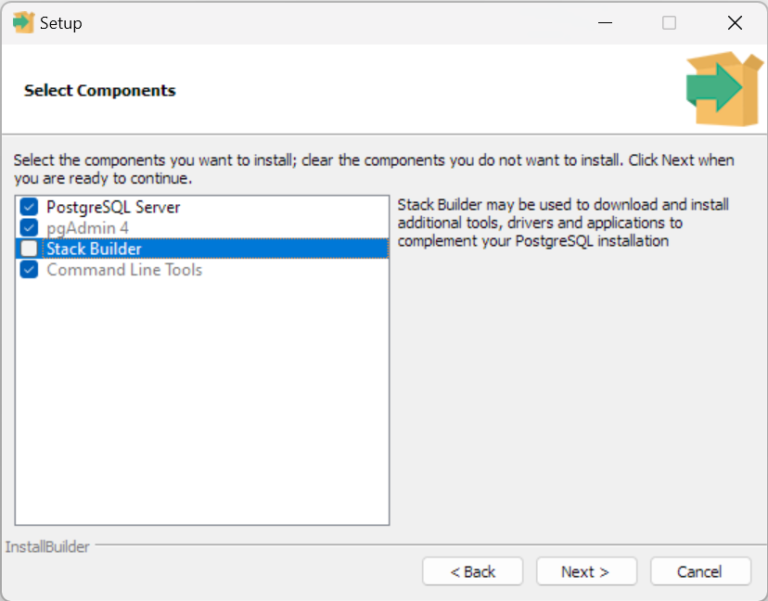 Setup
Select Components
Select the components you want to install; clear the components you do not want to install. Click Next when
you are ready to continue.
PostgreSQL Server
pgAdmin 4
Stack Builder
Command Line Tools
Stack Builder may be used to download and install
additional tools, drivers and applications to
complement your PostgreSQL installation
InstallBuilder
< Back
Next >
Cancel